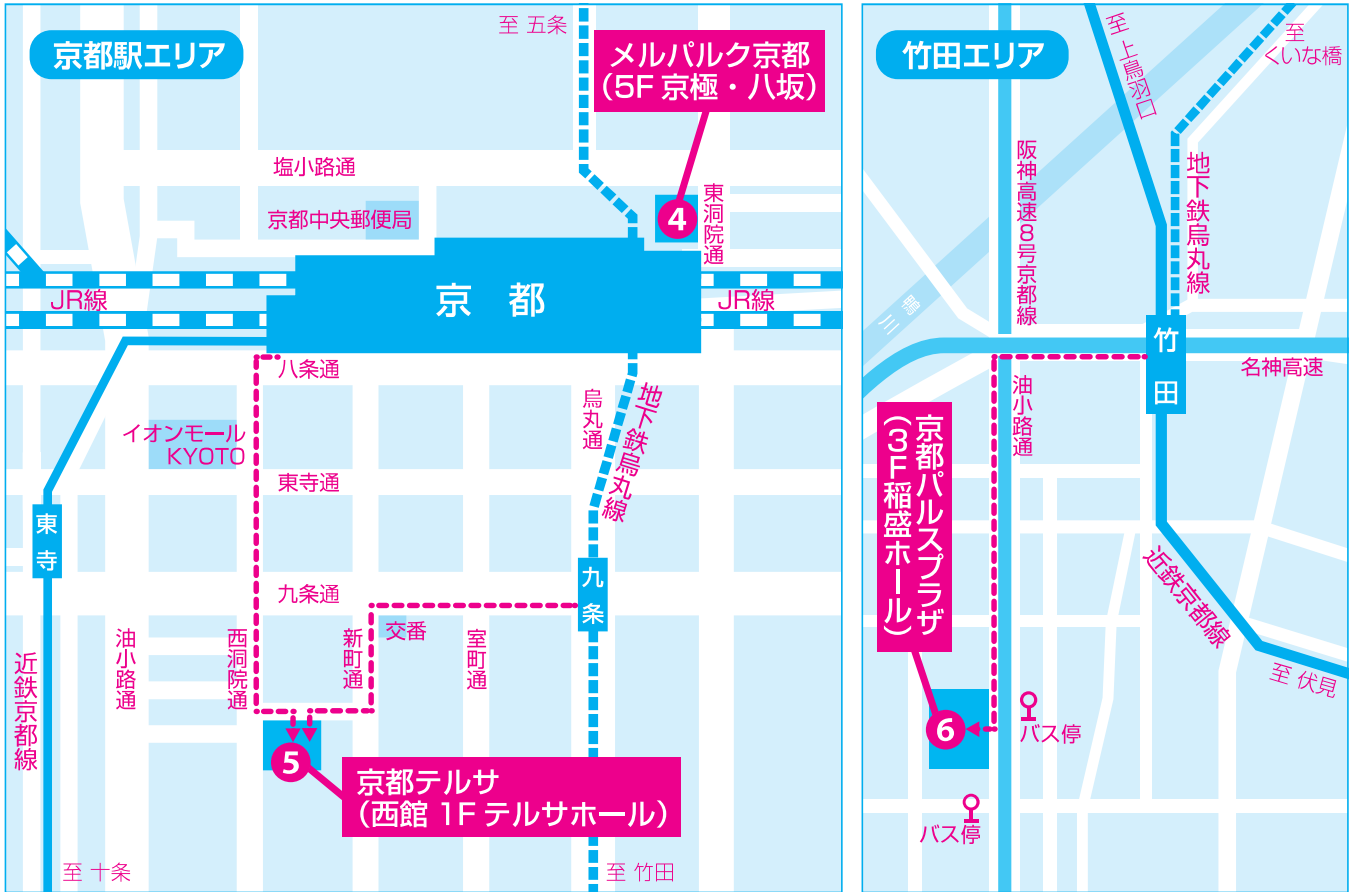 京都駅エリア
至 五条
メルパルク京都
(5F 京極・八坂)
塩小路通
京都中央郵便局
4
東洞院通
JR線
京都
JR線
八条通
イオンモール
KYOTO
烏丸通
地下鉄烏丸線
東寺通
東寺
九条
九条通
交番
油小路通
西洞院通
新町通
室町通
近鉄京都線
5
京都テルサ
(西館 1F テルサホール)
至 十条
至 竹田
竹田エリア
至 上鳥羽口
至
くいな橋
阪神高速8号京都線
地下鉄烏丸線
鴨川
竹田
名神高速
油小路通
京都パルスプラザ
(3F稲盛ホール)
近鉄京都線
至 伏見
6
バス停
バス停